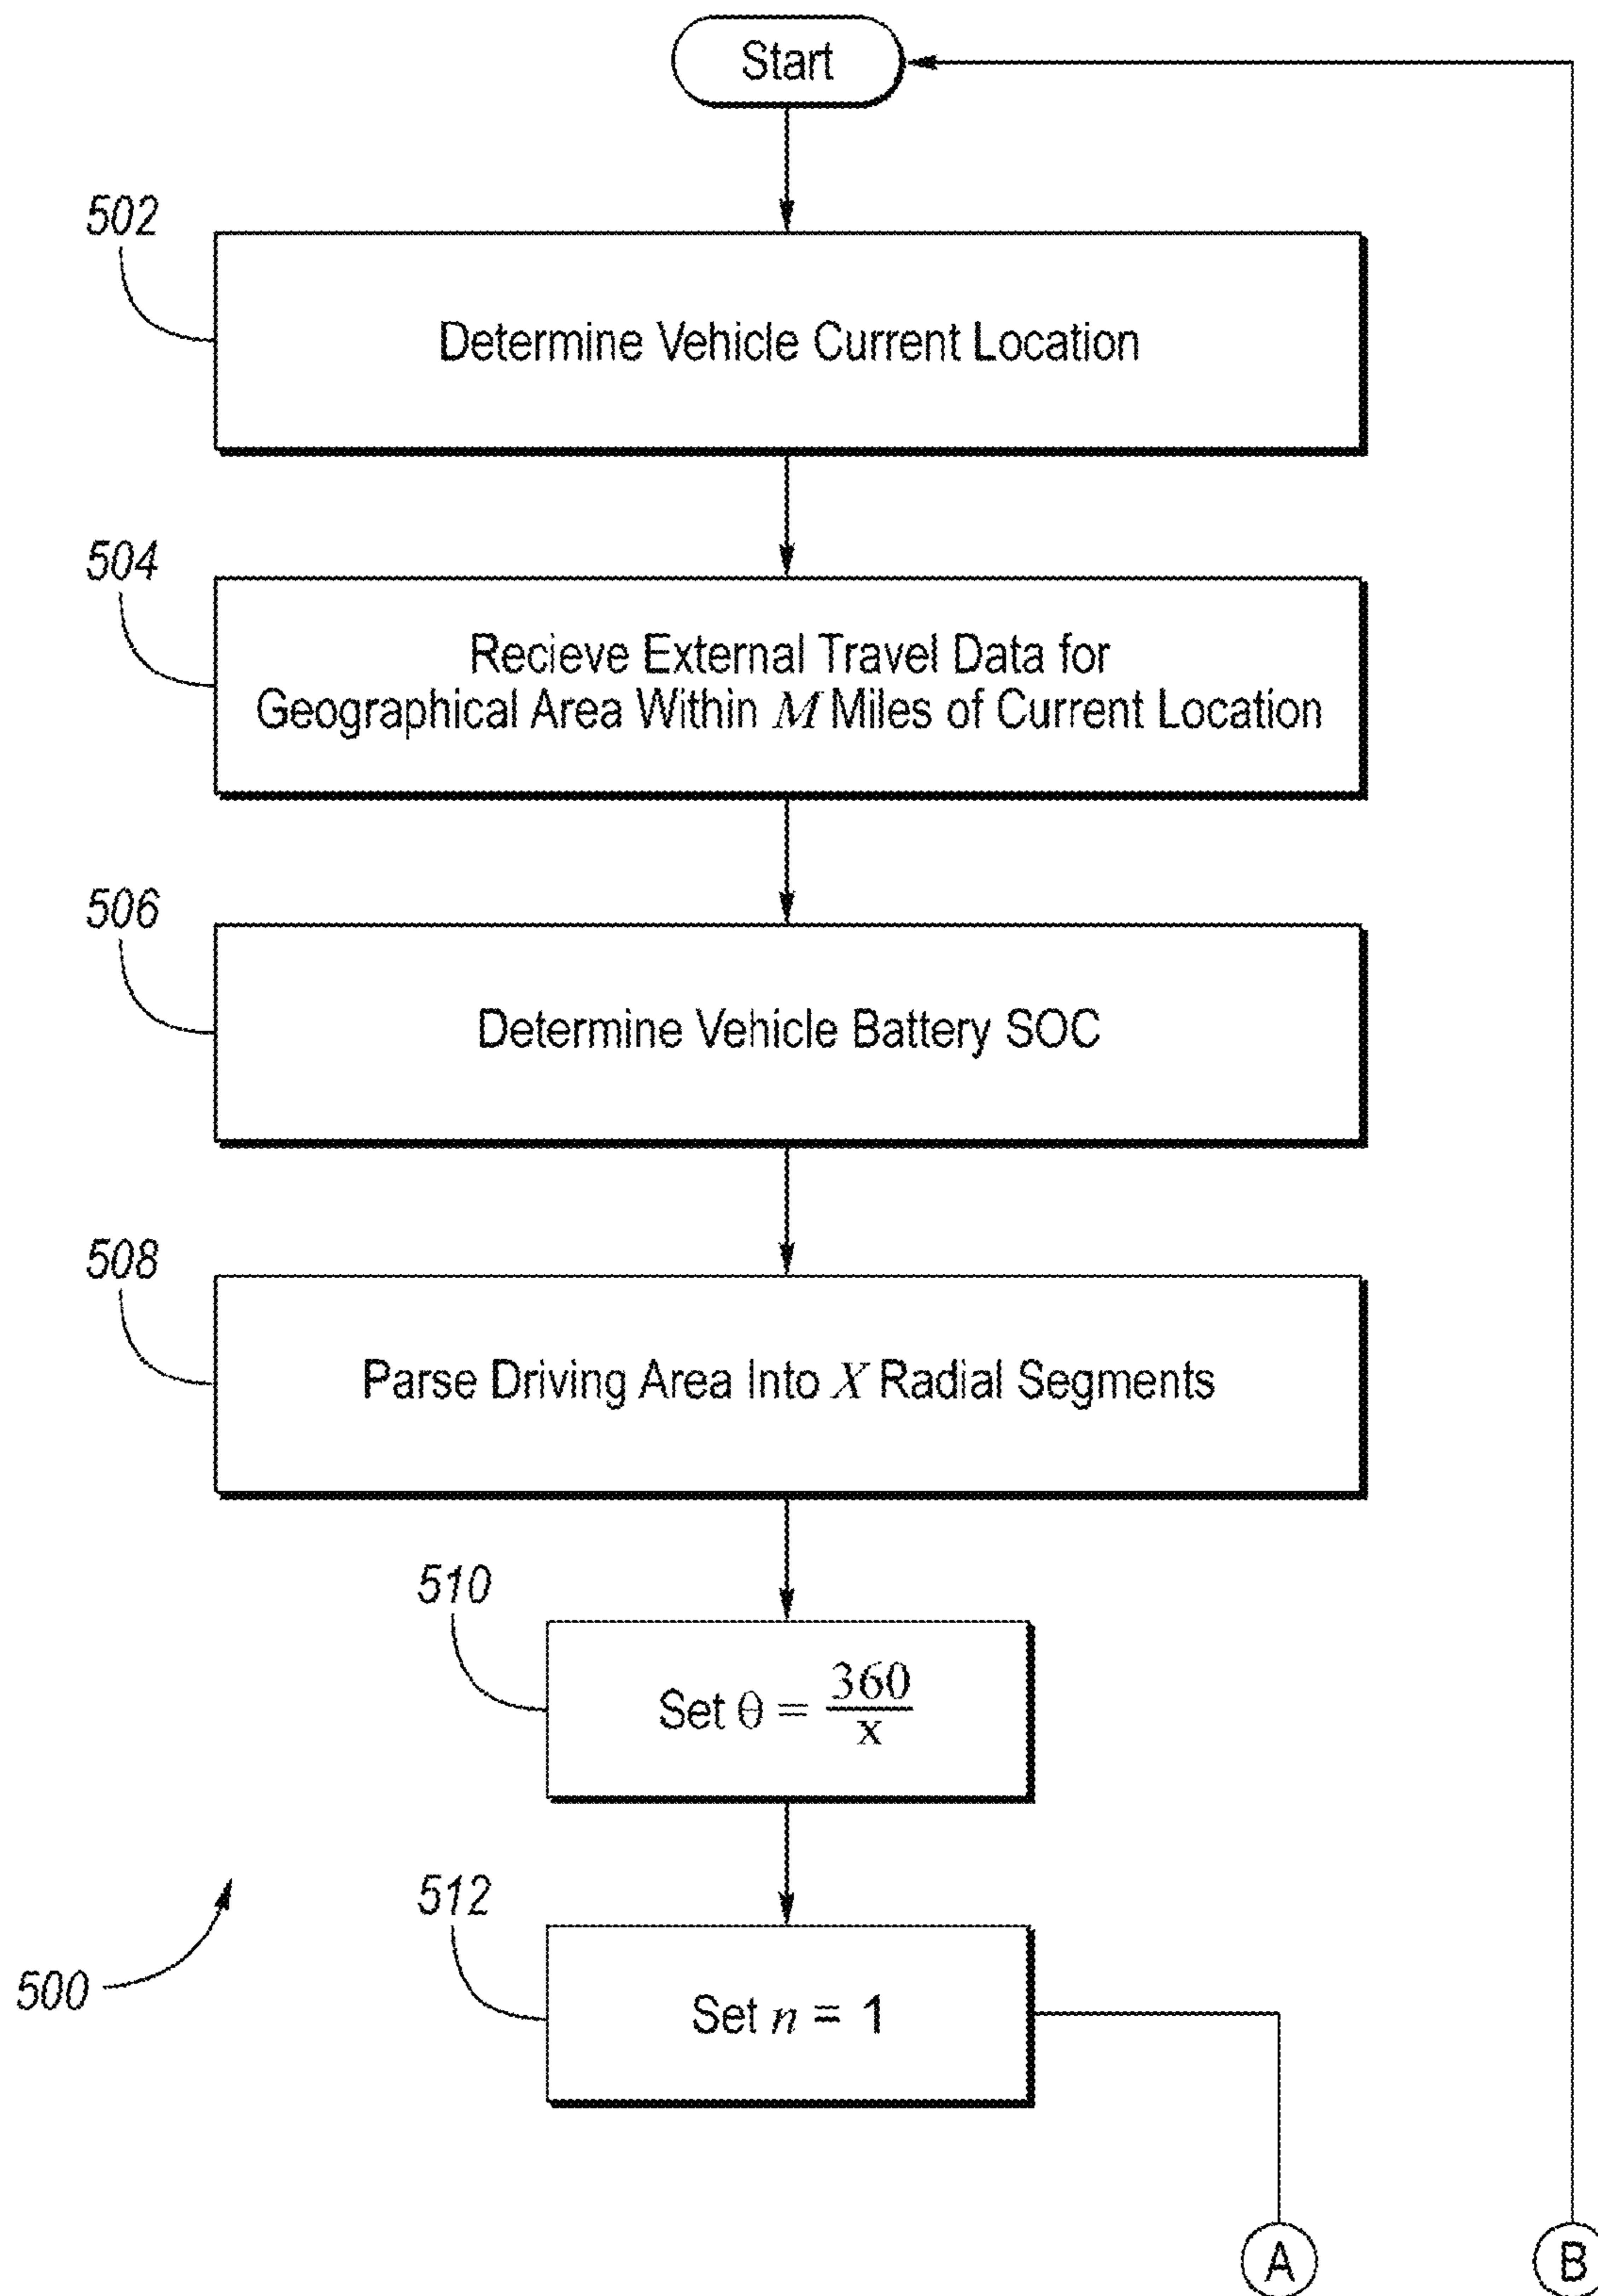 Start
502
Determine Vehicle Current Location
504
Recieve External Travel Data for
Geographical Area Within M Miles of Current Location
506
Determine Vehicle Battery SOC
508
Parse Driving Area Into X Radial Segments
510
Set θ = 360/x
512
Set n = 1
500
A
B